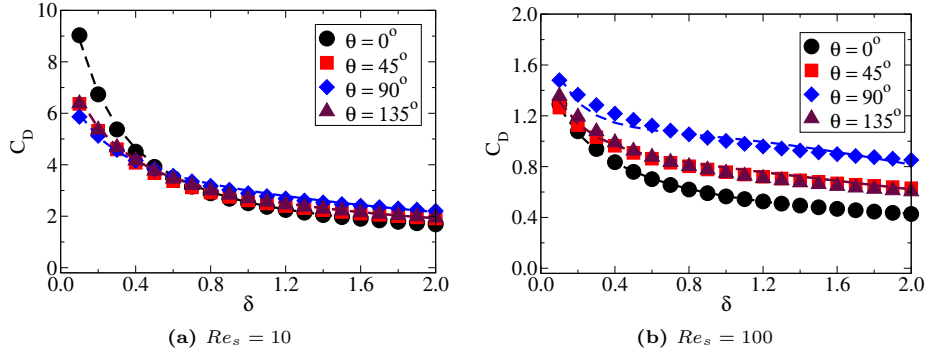 10
8
6
4
2
0
C_D
θ = 0°
θ = 45°
θ = 90°
θ = 135°
0.0 0.4 0.8 1.2 1.6 2.0
δ
(a) Re_s = 10
2.0
1.6
1.2
0.8
0.4
0.0
C_D
θ = 0°
θ = 45°
θ = 90°
θ = 135°
0.0 0.4 0.8 1.2 1.6 2.0
δ
(b) Re_s = 100